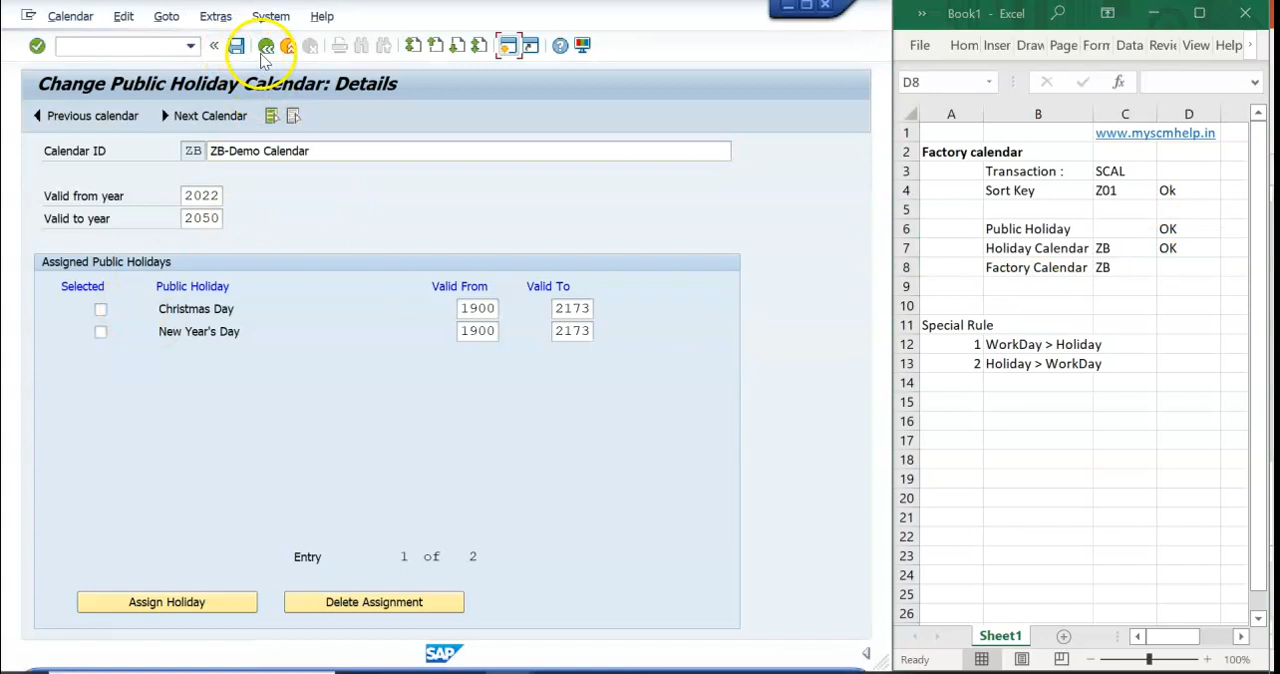 Calendar Edit Goto Extras System Help
Change Public Holiday Calendar: Details
Previous calendar Next Calendar
Calendar ID ZB ZB-Demo Calendar
Valid from year 2022
Valid to year 2050
Assigned Public Holidays
Selected Public Holiday Valid From Valid To
Christmas Day 1900 2173
New Year's Day 1900 2173
Entry 1 of 2
Assign Holiday Delete Assignment
SAP
Book1 - Excel
File Hom Inser Draw Page Form Data Revie View Help
D8 fx
A B C D
1 www.myscmhelp.in
2 Factory calendar
3 Transaction : SCAL
4 Sort Key Z01 Ok
5
6 Public Holiday OK
7 Holiday Calendar ZB OK
8 Factory Calendar ZB
9
10
11 Special Rule
12 1 WorkDay > Holiday
13 2 Holiday > WorkDay
14
15
16
17
18
19
20
21
22
23
24
25
26
Sheet1
Ready 100%